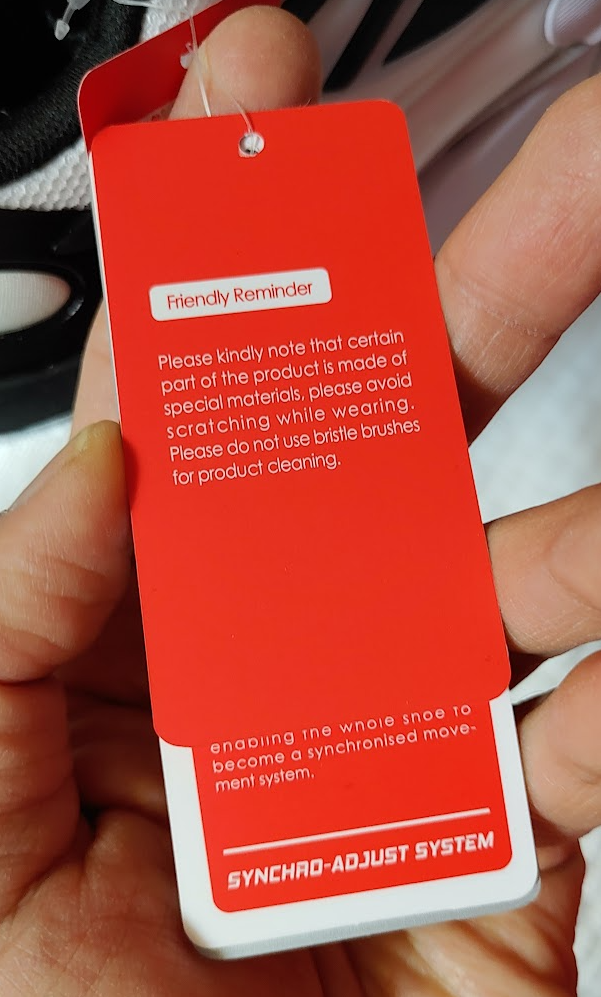 Friendly Reminder
Please kindly note that certain
part of the product is made of
special materials, please avoid
scratching while wearing.
Please do not use bristle brushes
for product cleaning.
enabling the whole shoe to
become a synchronised move-
ment system.
SYNCHRO-ADJUST SYSTEM